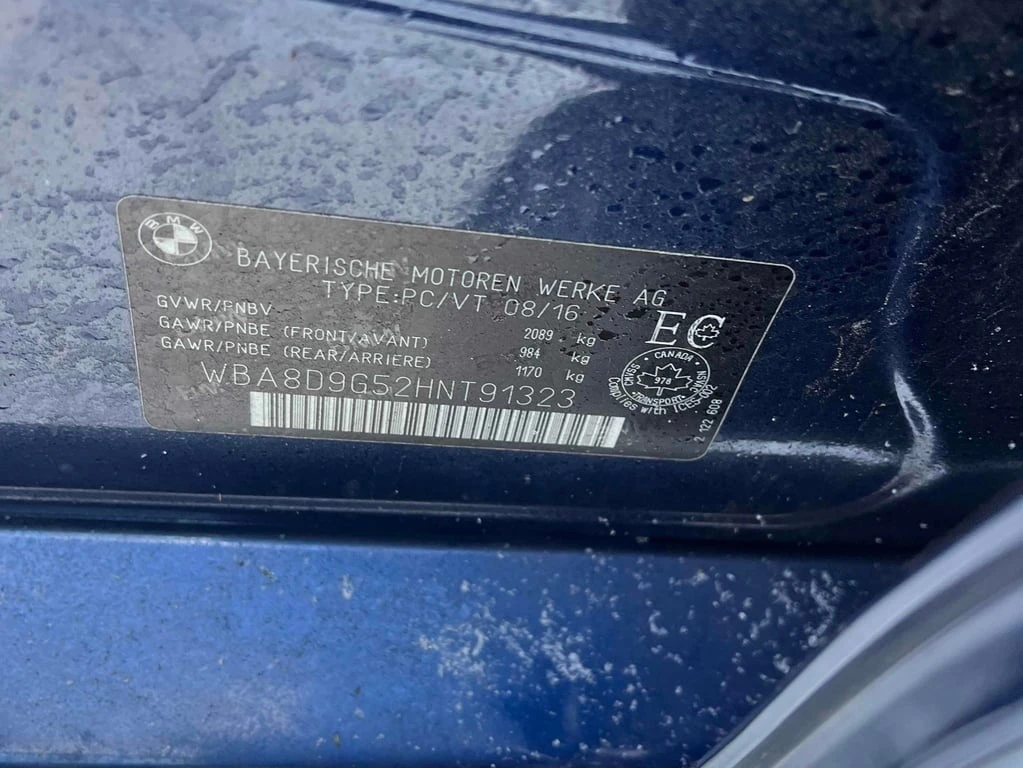 BMW
BAYERISCHE MOTOREN WERKE AG
TYPE:PC/VT 08/16
GVWR/PNBV 2089 kg
GAWR/PNBE (FRONT/AVANT) 984 kg
GAWR/PNBE (REAR/ARRIERE) 1170 kg
WBA8D9G52HNT91323
EC
CANADA
CMVSS 978 NSVAC
TRANSPORT
Complies with ICES-002
2 122 608